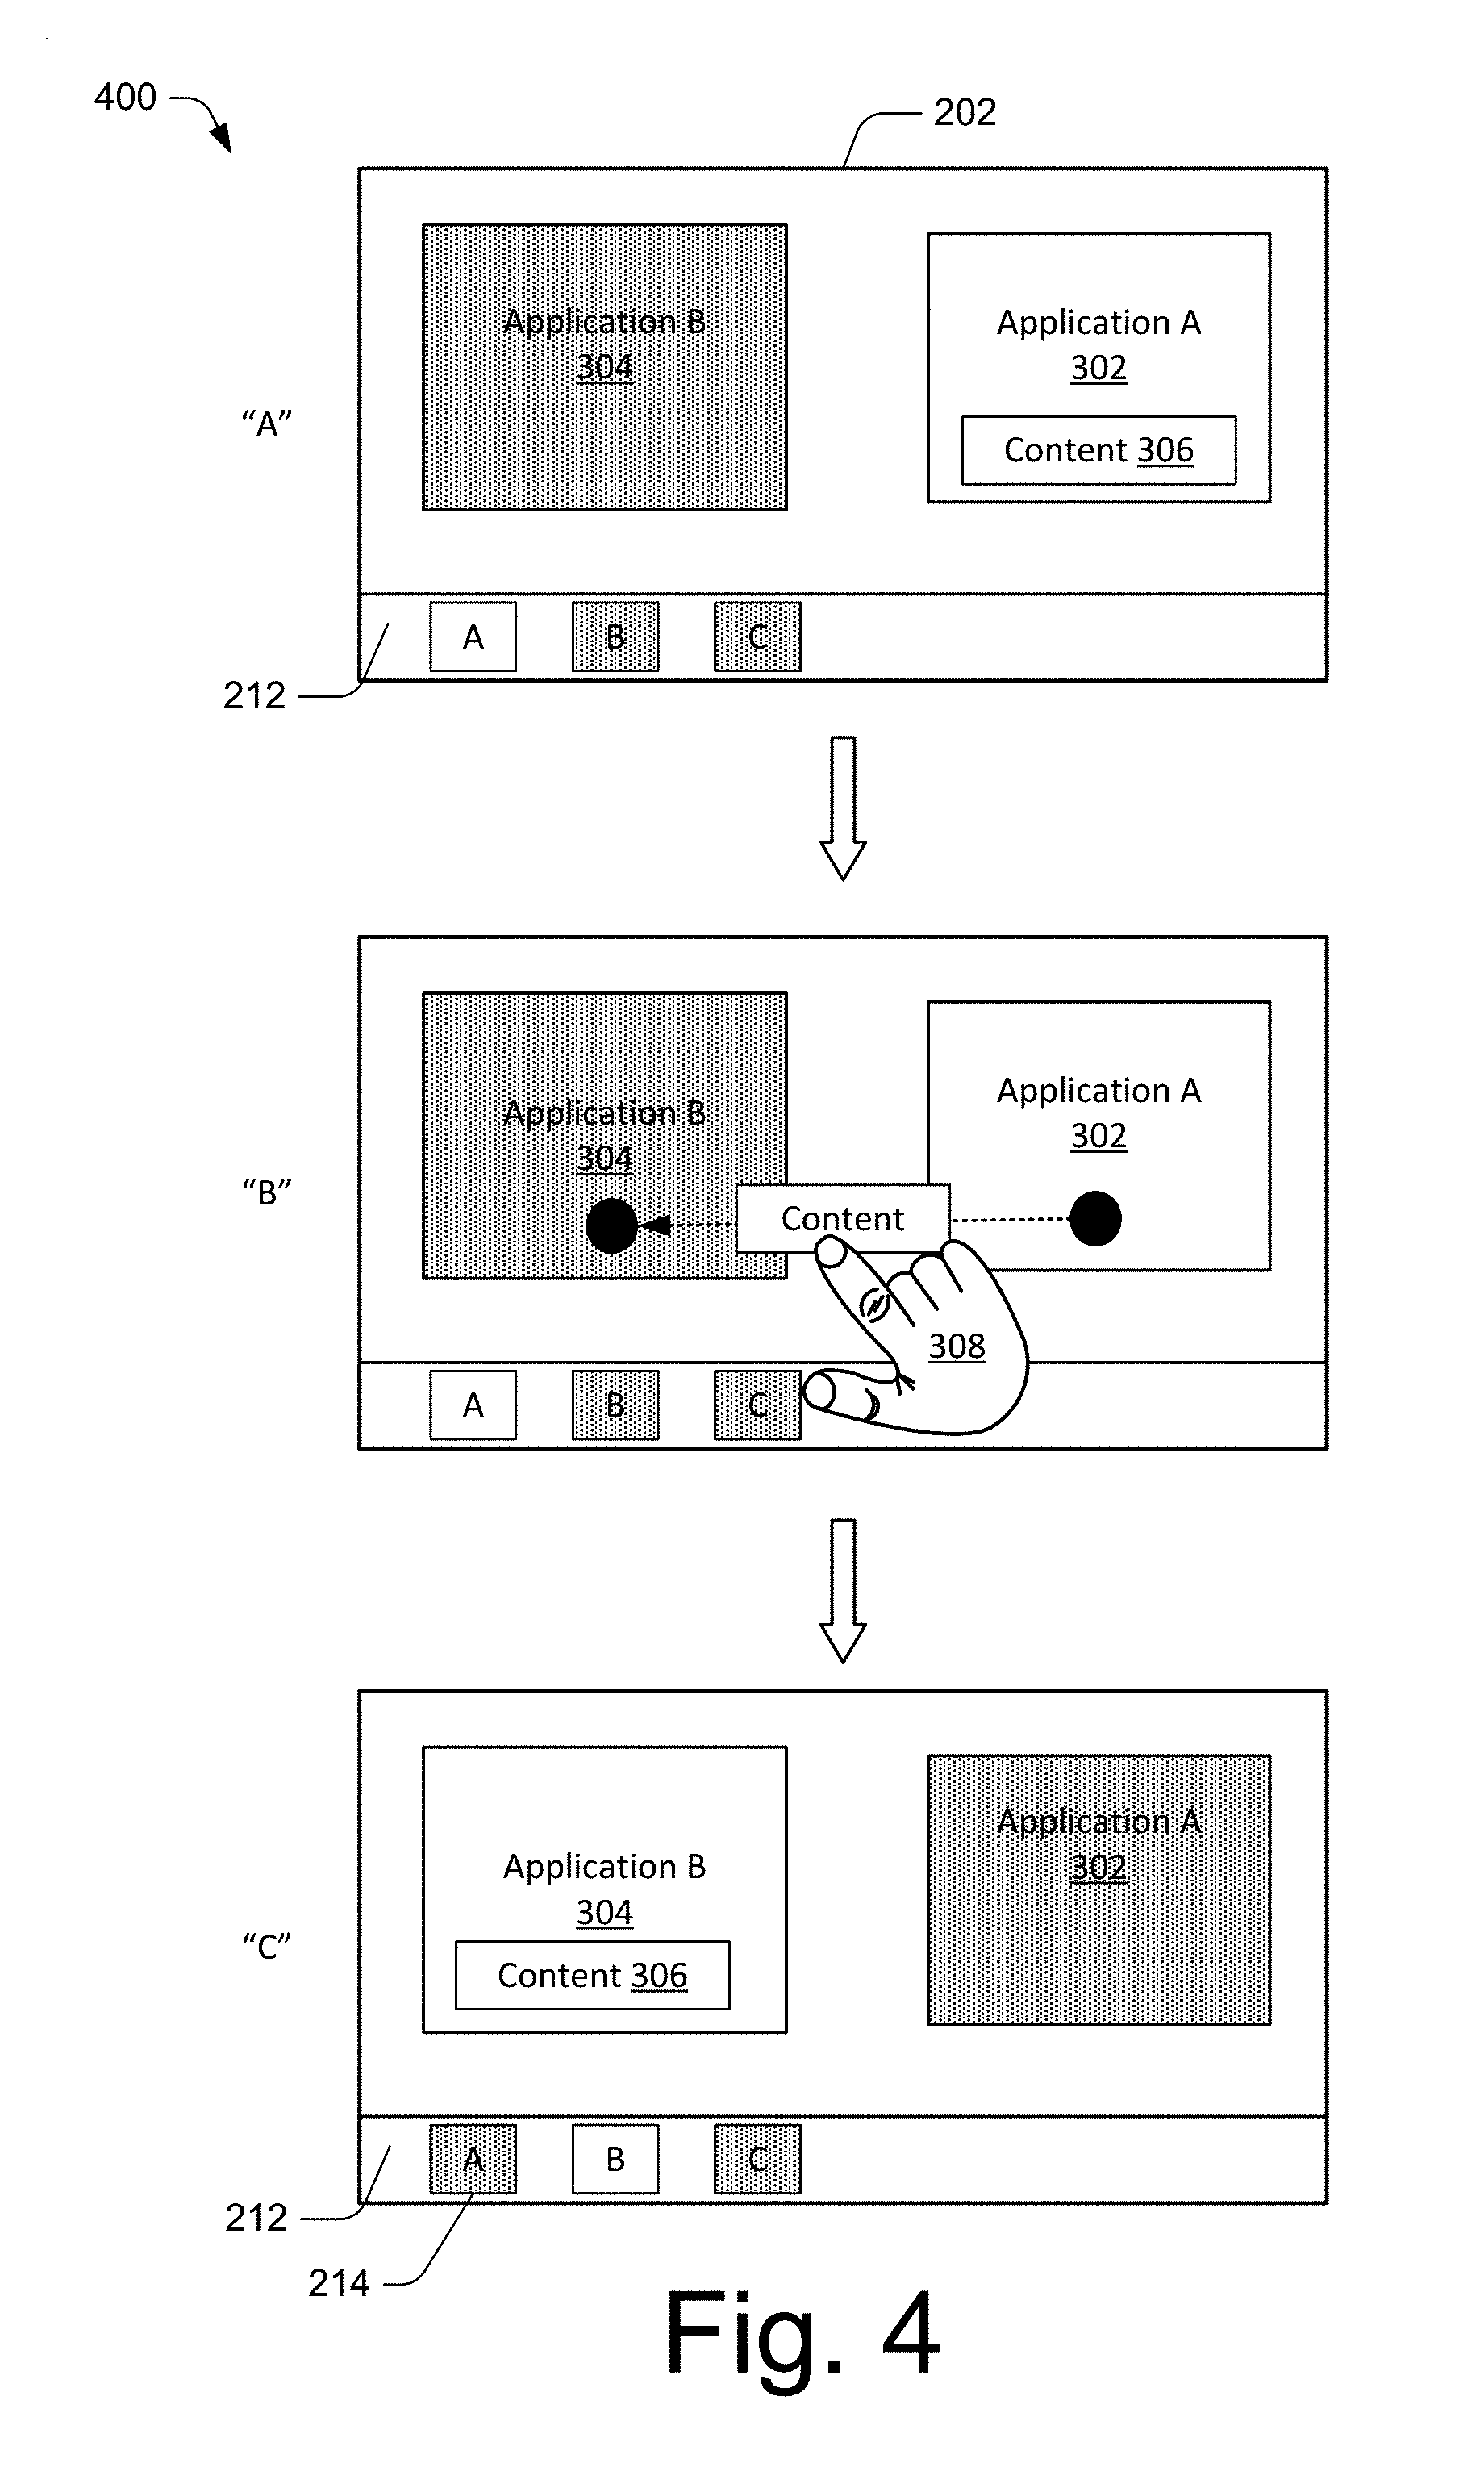 400
202
Application B
304
Application A
302
Content 306
"A"
A
B
C
212
Application B
304
Application A
302
Content
"B"
308
A
B
C
Application B
304
Content 306
Application A
302
"C"
A
B
C
212
214
Fig. 4